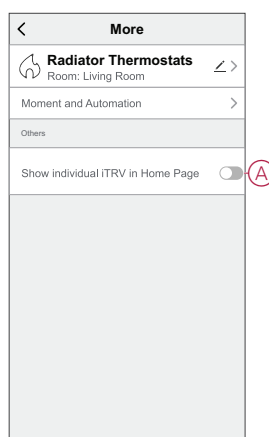 More
Radiator Thermostats
Room: Living Room
Moment and Automation
Others
Show individual iTRV in Home Page
A